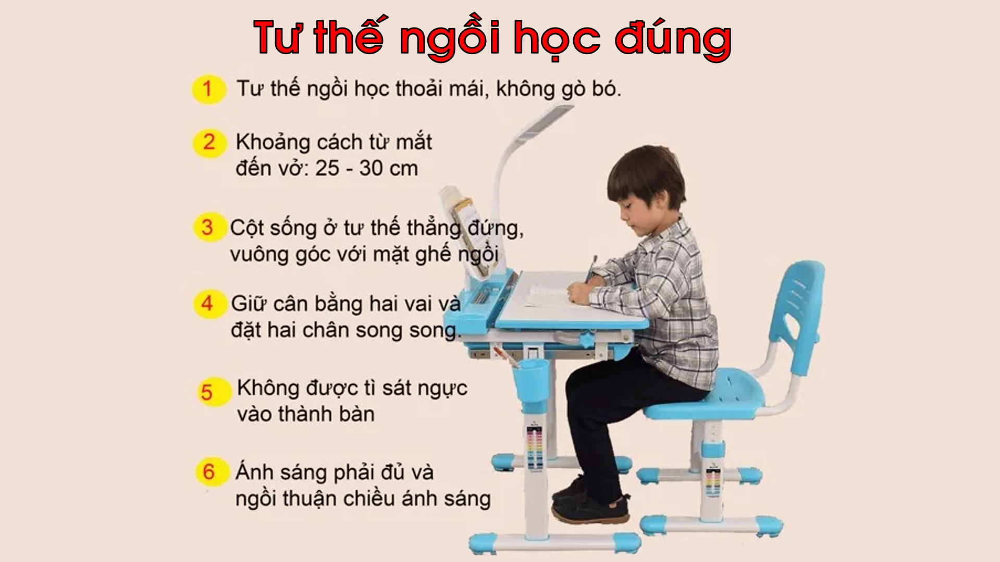 Tư thế ngồi học đúng
1 Tư thế ngồi học thoải mái, không gò bó.
2 Khoảng cách từ mắt
đến vở: 25 - 30 cm
3 Cột sống ở tư thế thẳng đứng,
vuông góc với mặt ghế ngồi
4 Giữ cân bằng hai vai và
đặt hai chân song song.
5 Không được tì sát ngực
vào thành bàn
6 Ánh sáng phải đủ và
ngồi thuận chiều ánh sáng